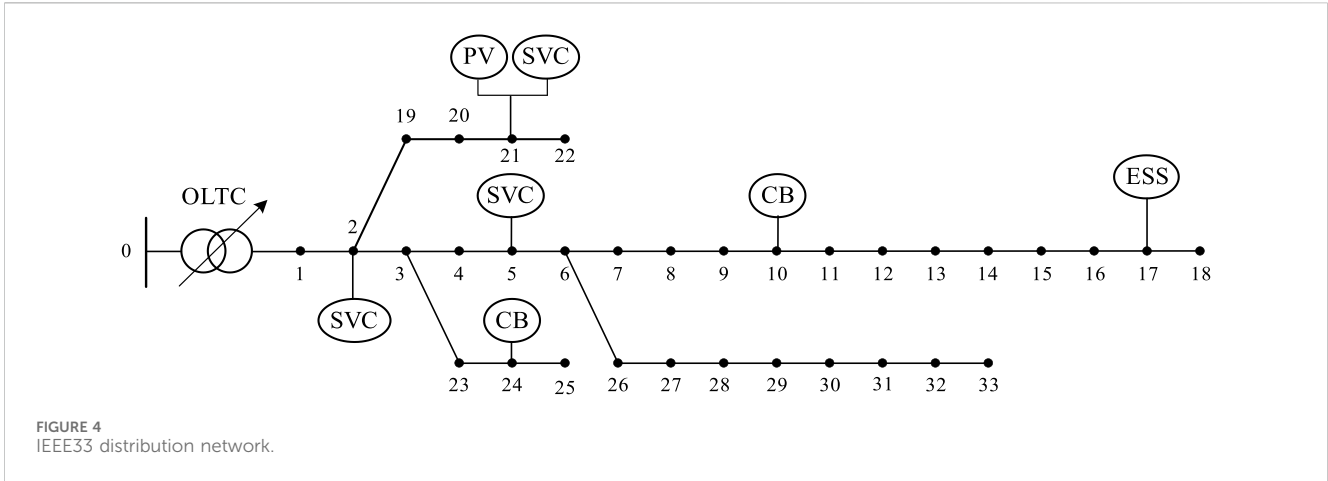 PV SVC
19 20
21 22
OLTC
SVC
CB
ESS
2
0
1 3 4 5 6 7 8 9 10 11 12 13 14 15 16 17 18
SVC
CB
23 24 25 26 27 28 29 30 31 32 33
FIGURE 4
IEEE33 distribution network.